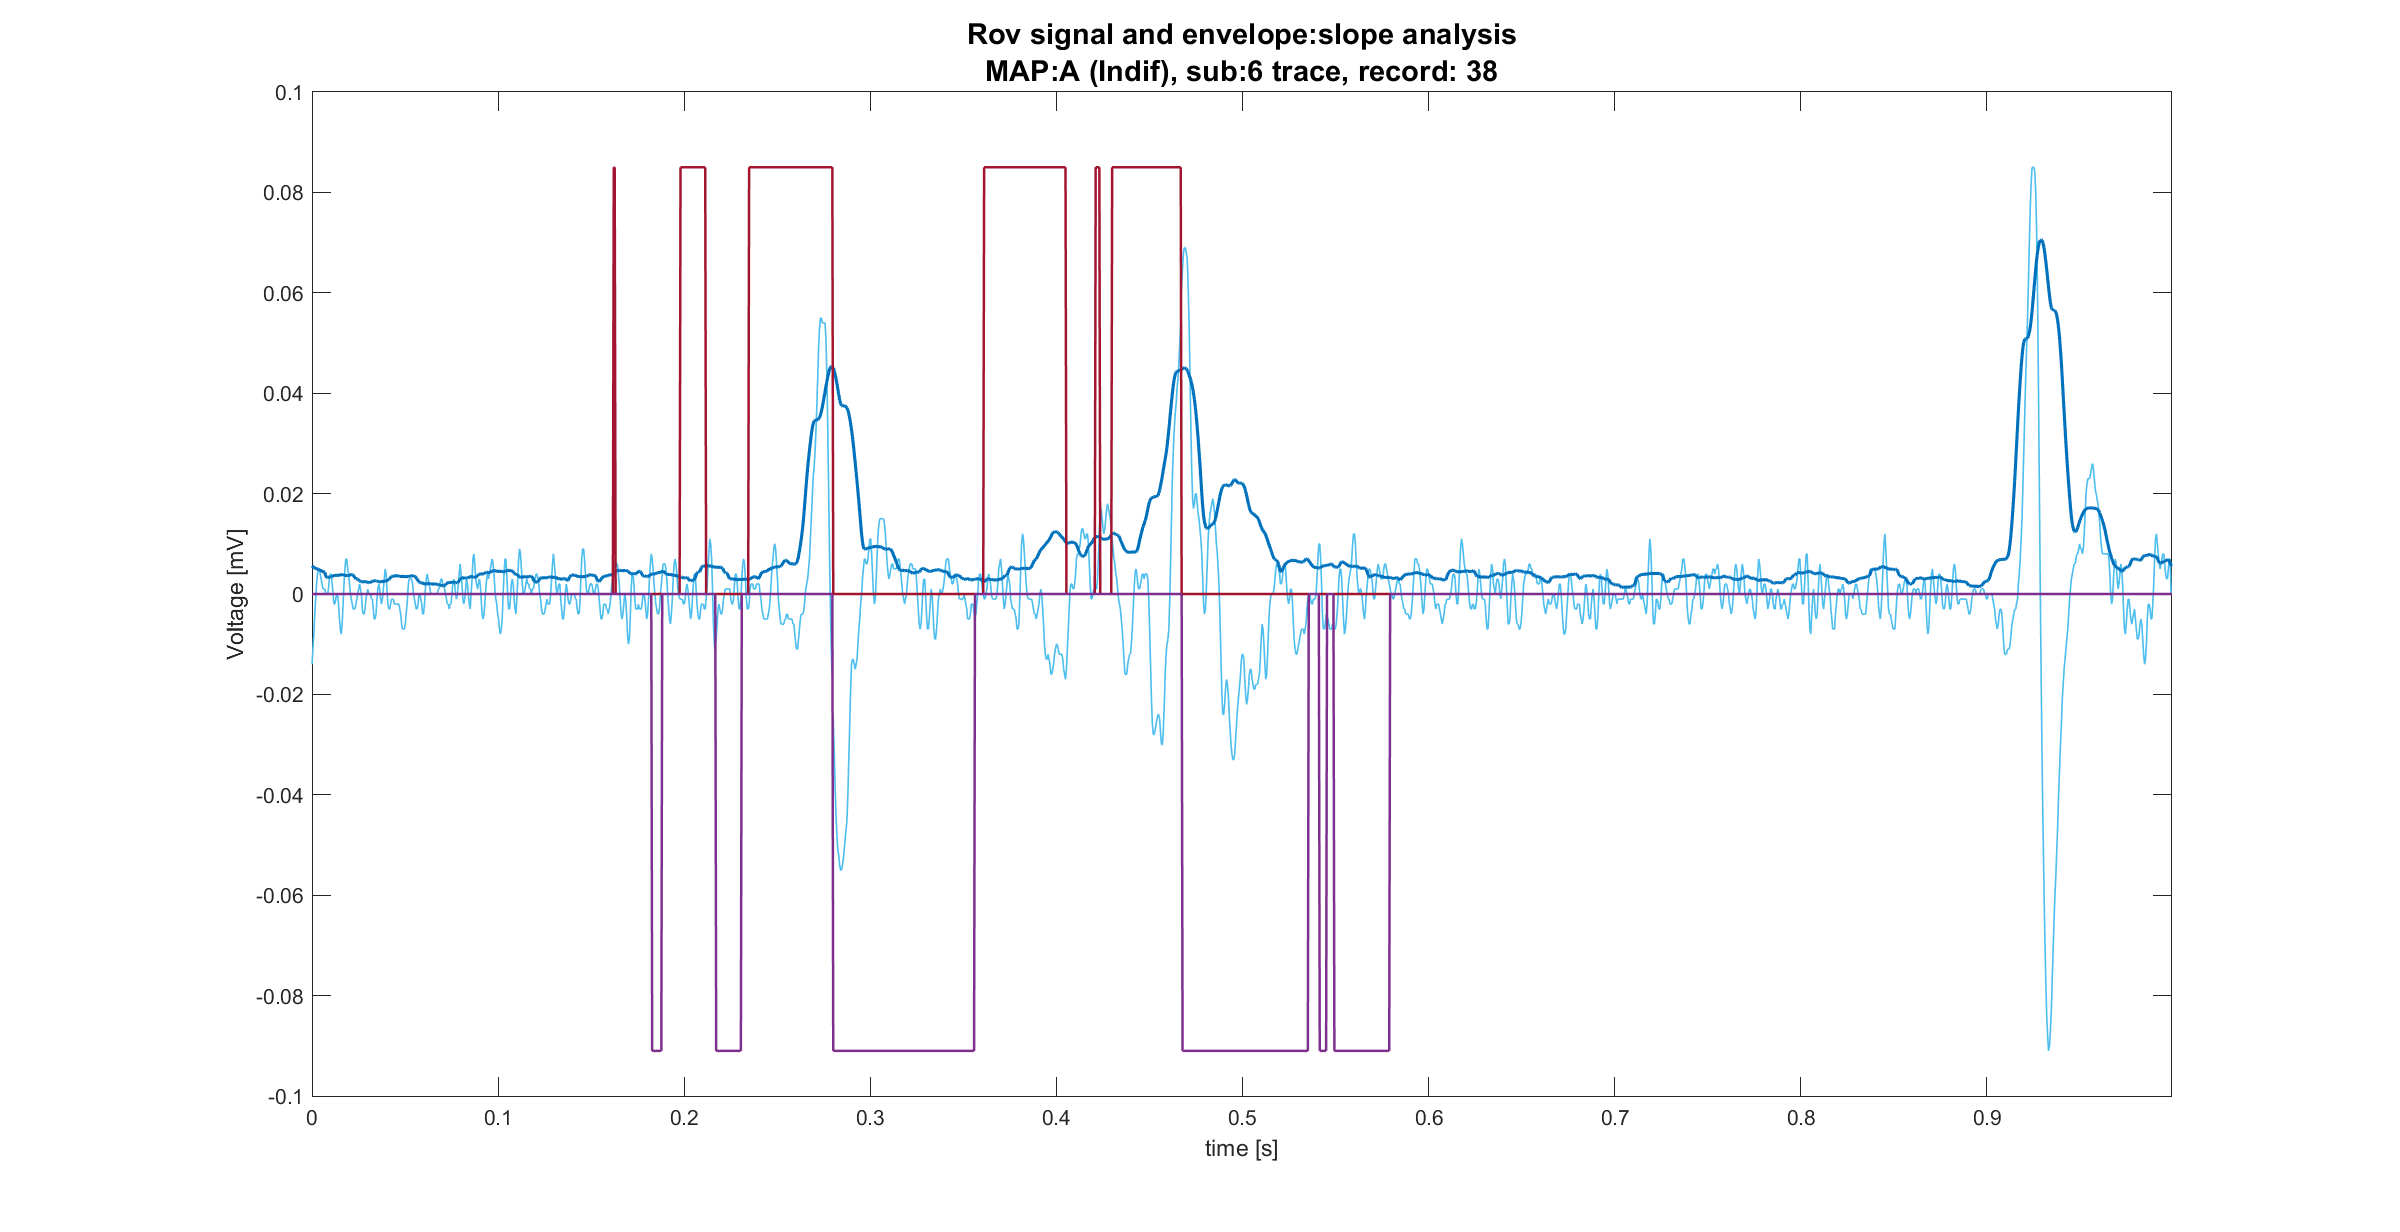 Rov signal and envelope:slope analysis
MAP:A (Indif), sub:6 trace, record: 38
0.1
0.08
0.06
0.04
0.02
0
-0.02
-0.04
-0.06
-0.08
-0.1
Voltage [mV]
0 0.1 0.2 0.3 0.4 0.5 0.6 0.7 0.8 0.9
time [s]